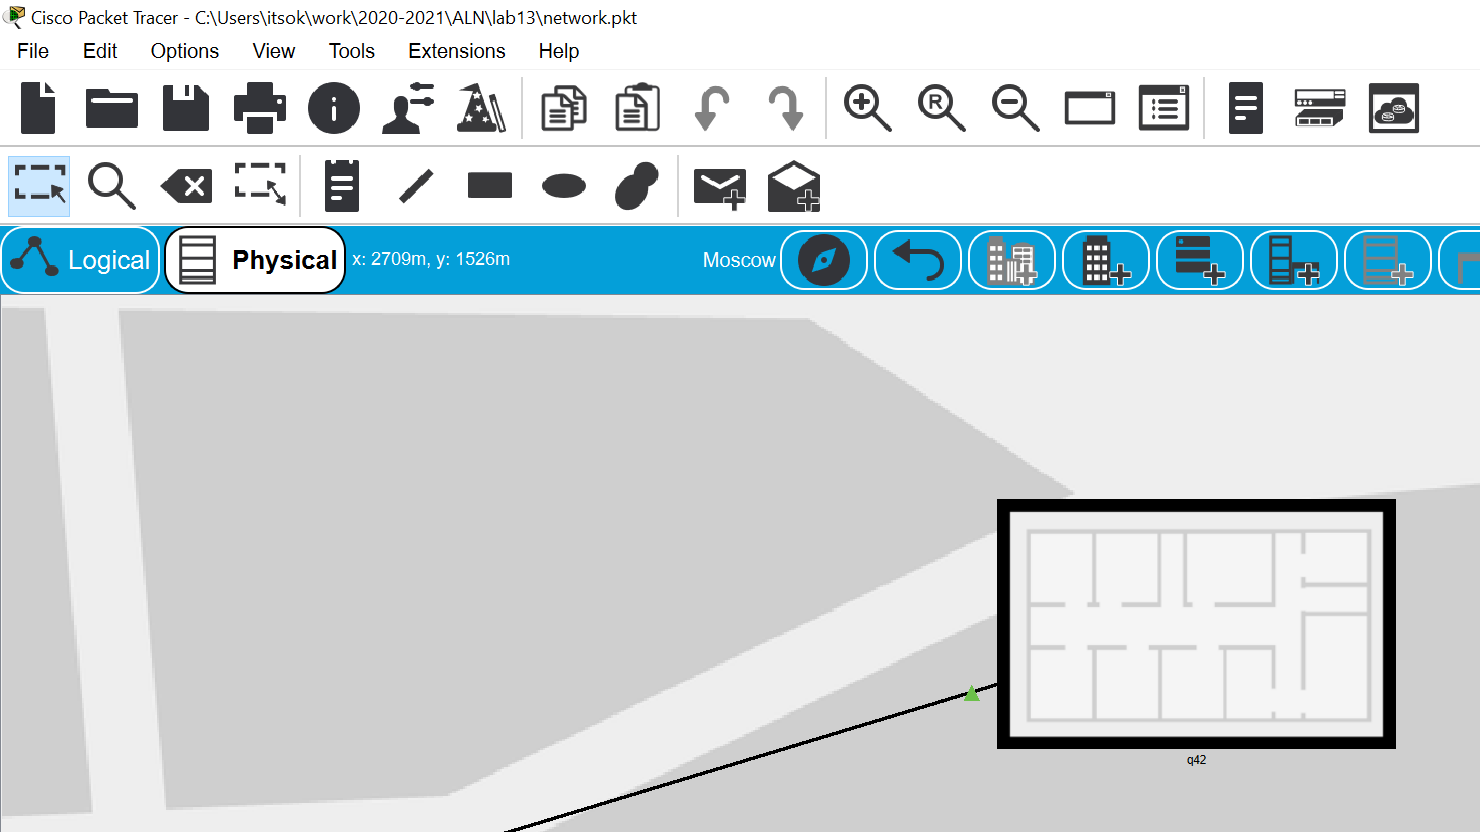 Cisco Packet Tracer - C:\Users\itsok\work\2020-2021\ALN\lab13\network.pkt
File Edit Options View Tools Extensions Help
R
Logical Physical x: 2709m, y: 1526m Moscow
q42